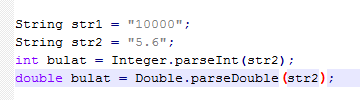 String str1 = "10000";
String str2 = "5.6";
int bulat = Integer.parseInt(str2);
double bulat = Double.parseDouble(str2);